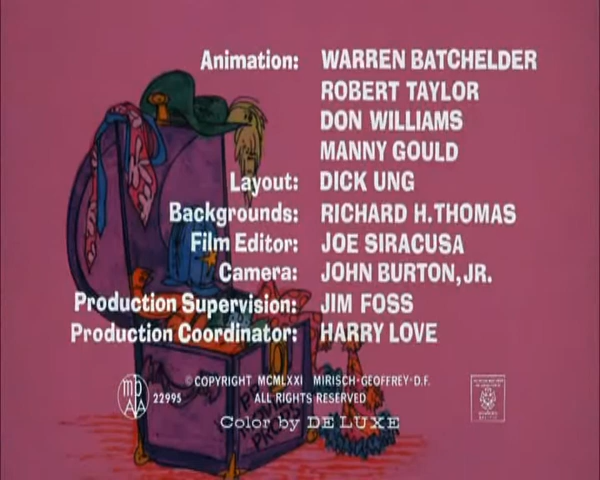 Animation: WARREN BATCHELDER
ROBERT TAYLOR
DON WILLIAMS
MANNY GOULD
Layout: DICK UNG
Backgrounds: RICHARD H. THOMAS
Film Editor: JOE SIRACUSA
Camera: JOHN BURTON, JR.
Production Supervision: JIM FOSS
Production Coordinator: HARRY LOVE
© COPYRIGHT MCMLXXI MIRISCH-GEOFFREY-D.F.
ALL RIGHTS RESERVED
mpAA 22995
Color by DE LUXE